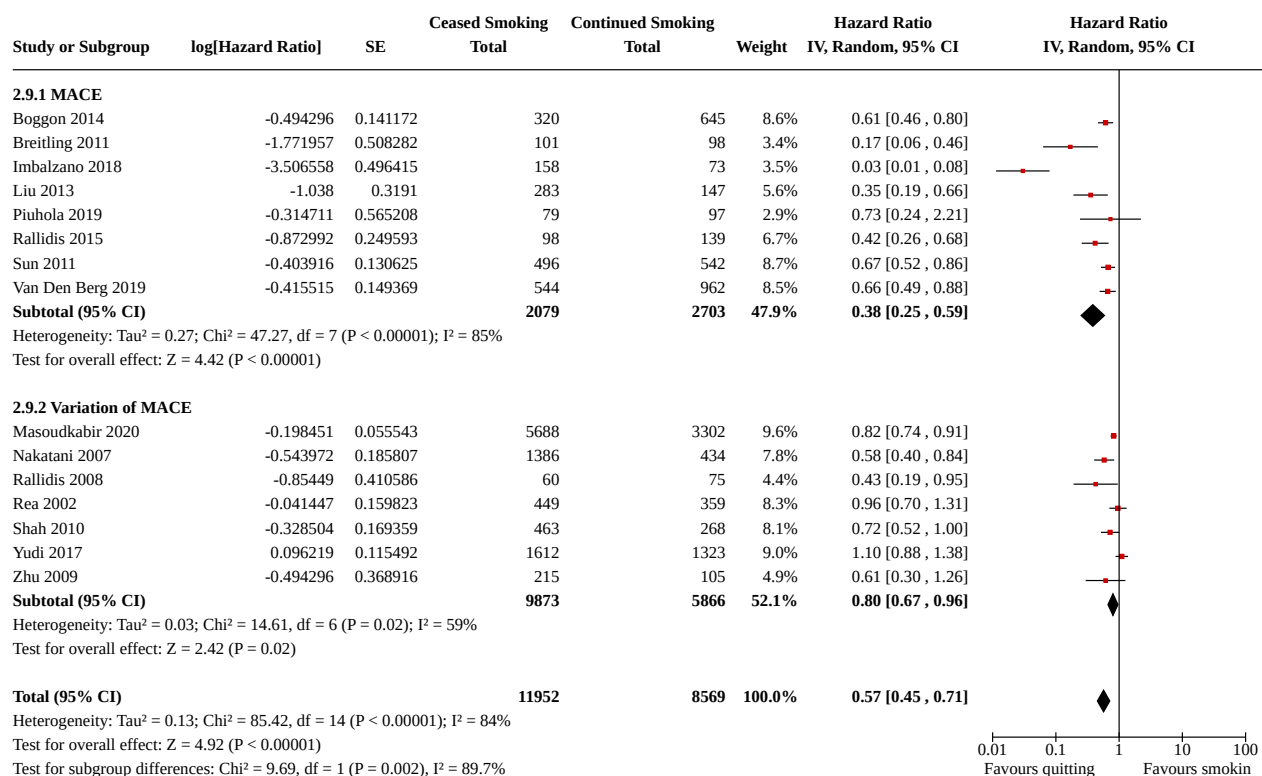 Ceased Smoking Continued Smoking Hazard Ratio Hazard Ratio
Study or Subgroup log[Hazard Ratio] SE Total Total Weight IV, Random, 95% CI IV, Random, 95% CI
2.9.1 MACE
Boggon 2014 -0.494296 0.141172 320 645 8.6% 0.61 [0.46 , 0.80]
Breitling 2011 -1.771957 0.508282 101 98 3.4% 0.17 [0.06 , 0.46]
Imbalzano 2018 -3.506558 0.496415 158 73 3.5% 0.03 [0.01 , 0.08]
Liu 2013 -1.038 0.3191 283 147 5.6% 0.35 [0.19 , 0.66]
Piuhola 2019 -0.314711 0.565208 79 97 2.9% 0.73 [0.24 , 2.21]
Rallidis 2015 -0.872992 0.249593 98 139 6.7% 0.42 [0.26 , 0.68]
Sun 2011 -0.403916 0.130625 496 542 8.7% 0.67 [0.52 , 0.86]
Van Den Berg 2019 -0.415515 0.149369 544 962 8.5% 0.66 [0.49 , 0.88]
Subtotal (95% CI) 2079 2703 47.9% 0.38 [0.25 , 0.59]
Heterogeneity: Tau² = 0.27; Chi² = 47.27, df = 7 (P < 0.00001); I² = 85%
Test for overall effect: Z = 4.42 (P < 0.00001)
2.9.2 Variation of MACE
Masoudkabir 2020 -0.198451 0.055543 5688 3302 9.6% 0.82 [0.74 , 0.91]
Nakatani 2007 -0.543972 0.185807 1386 434 7.8% 0.58 [0.40 , 0.84]
Rallidis 2008 -0.85449 0.410586 60 75 4.4% 0.43 [0.19 , 0.95]
Rea 2002 -0.041447 0.159823 449 359 8.3% 0.96 [0.70 , 1.31]
Shah 2010 -0.328504 0.169359 463 268 8.1% 0.72 [0.52 , 1.00]
Yudi 2017 0.096219 0.115492 1612 1323 9.0% 1.10 [0.88 , 1.38]
Zhu 2009 -0.494296 0.368916 215 105 4.9% 0.61 [0.30 , 1.26]
Subtotal (95% CI) 9873 5866 52.1% 0.80 [0.67 , 0.96]
Heterogeneity: Tau² = 0.03; Chi² = 14.61, df = 6 (P = 0.02); I² = 59%
Test for overall effect: Z = 2.42 (P = 0.02)
Total (95% CI) 11952 8569 100.0% 0.57 [0.45 , 0.71]
Heterogeneity: Tau² = 0.13; Chi² = 85.42, df = 14 (P < 0.00001); I² = 84%
Test for overall effect: Z = 4.92 (P < 0.00001)
0.01 0.1 1 10 100
Test for subgroup differences: Chi² = 9.69, df = 1 (P = 0.002), I² = 89.7%
Favours quitting Favours smokin